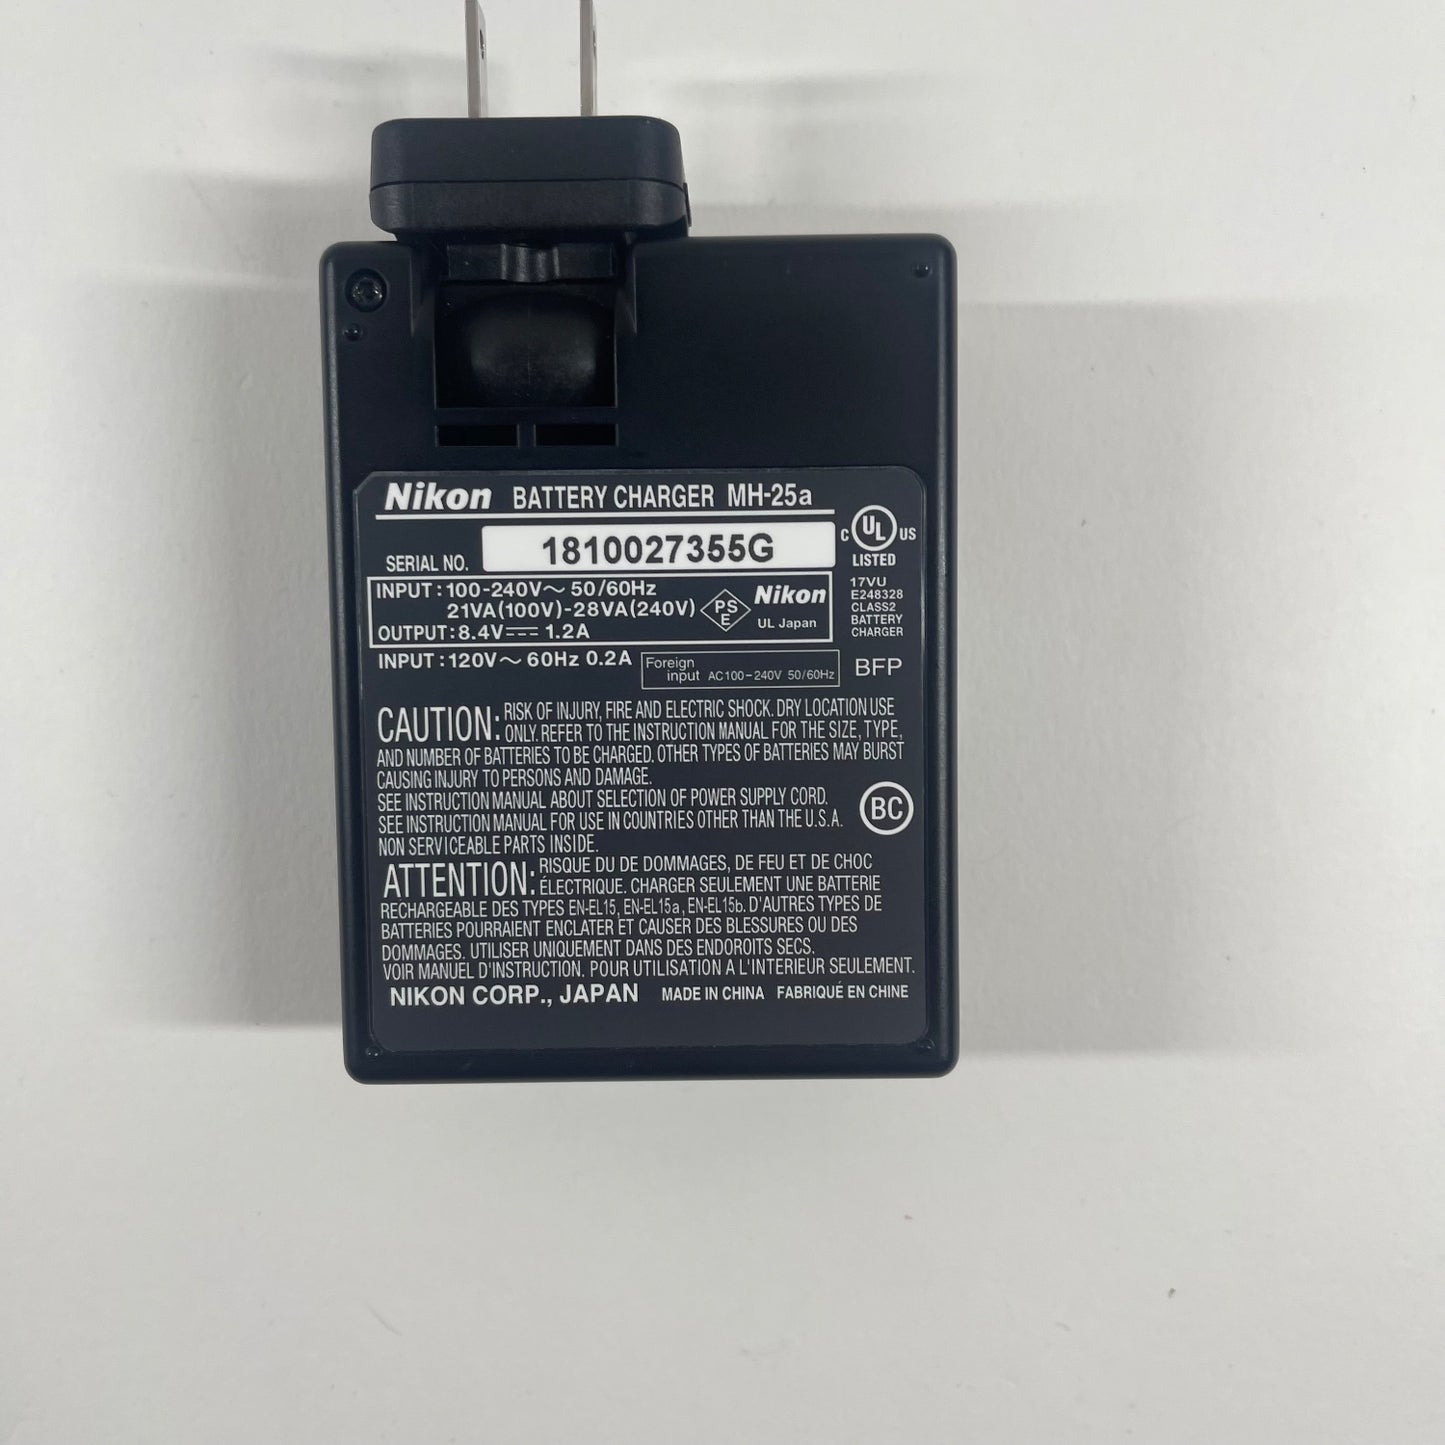 Nikon BATTERY CHARGER MH-25a
SERIAL NO. 1810027355G
C UL US
LISTED
17VU
E248328
CLASS2
BATTERY
CHARGER
INPUT : 100-240V～ 50/60Hz
21VA(100V)-28VA(240V)
OUTPUT : 8.4V⎓ 1.2A
PS
E
Nikon
UL Japan
INPUT : 120V～ 60Hz 0.2A
Foreign
input AC100-240V 50/60Hz
BFP
CAUTION: RISK OF INJURY, FIRE AND ELECTRIC SHOCK. DRY LOCATION USE
ONLY. REFER TO THE INSTRUCTION MANUAL FOR THE SIZE, TYPE,
AND NUMBER OF BATTERIES TO BE CHARGED. OTHER TYPES OF BATTERIES MAY BURST
CAUSING INJURY TO PERSONS AND DAMAGE.
SEE INSTRUCTION MANUAL ABOUT SELECTION OF POWER SUPPLY CORD.
SEE INSTRUCTION MANUAL FOR USE IN COUNTRIES OTHER THAN THE U.S.A.
NON SERVICEABLE PARTS INSIDE.
BC
ATTENTION: RISQUE DU DE DOMMAGES, DE FEU ET DE CHOC
ÉLECTRIQUE. CHARGER SEULEMENT UNE BATTERIE
RECHARGEABLE DES TYPES EN-EL15, EN-EL15a, EN-EL15b. D'AUTRES TYPES DE
BATTERIES POURRAIENT ENCLATER ET CAUSER DES BLESSURES OU DES
DOMMAGES. UTILISER UNIQUEMENT DANS DES ENDOROITS SECS.
VOIR MANUEL D'INSTRUCTION. POUR UTILISATION A L'INTERIEUR SEULEMENT.
NIKON CORP., JAPAN MADE IN CHINA FABRIQUÉ EN CHINE